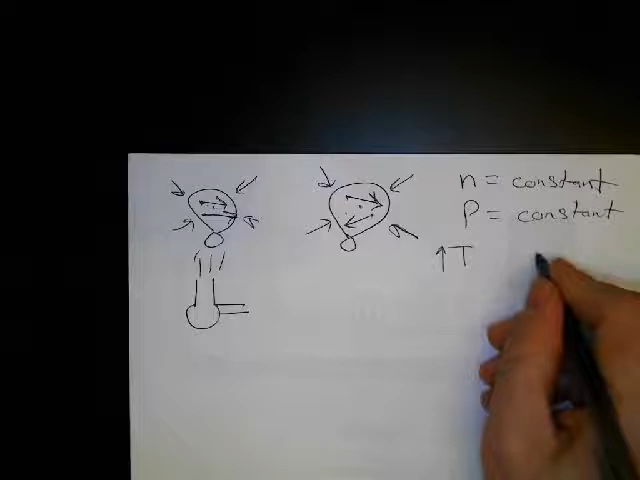 n = constant
P = constant
↑T